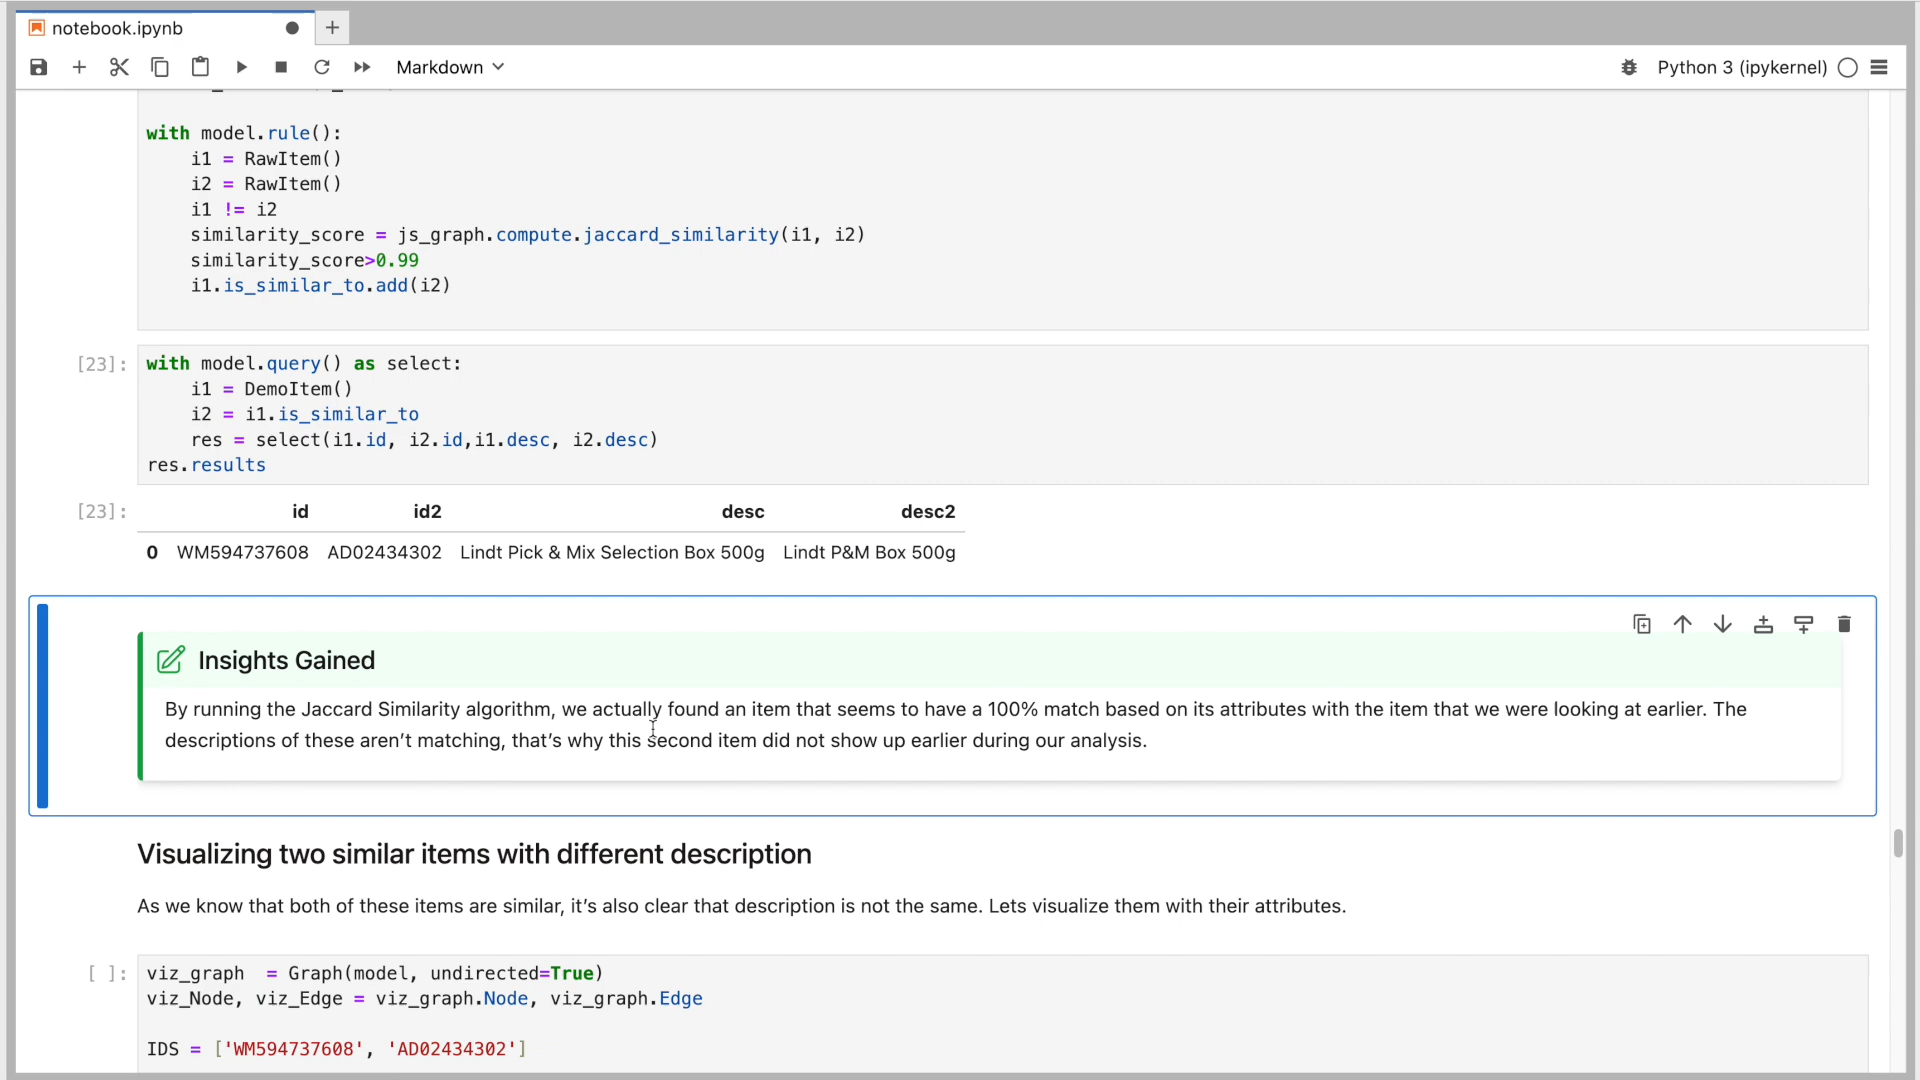 notebook.ipynb
Markdown
Python 3 (ipykernel)
with model.rule():
i1 = RawItem()
i2 = RawItem()
i1 != i2
similarity_score = js_graph.compute.jaccard_similarity(i1, i2)
similarity_score>0.99
i1.is_similar_to.add(i2)
[23]: with model.query() as select:
i1 = DemoItem()
i2 = i1.is_similar_to
res = select(i1.id, i2.id,i1.desc, i2.desc)
res.results
[23]: id id2 desc desc2
0 WM594737608 AD02434302 Lindt Pick & Mix Selection Box 500g Lindt P&M Box 500g
Insights Gained
By running the Jaccard Similarity algorithm, we actually found an item that seems to have a 100% match based on its attributes with the item that we were looking at earlier. The
descriptions of these aren’t matching, that’s why this second item did not show up earlier during our analysis.
Visualizing two similar items with different description
As we know that both of these items are similar, it’s also clear that description is not the same. Lets visualize them with their attributes.
[ ]: viz_graph  = Graph(model, undirected=True)
viz_Node, viz_Edge = viz_graph.Node, viz_graph.Edge
IDS = ['WM594737608', 'AD02434302']